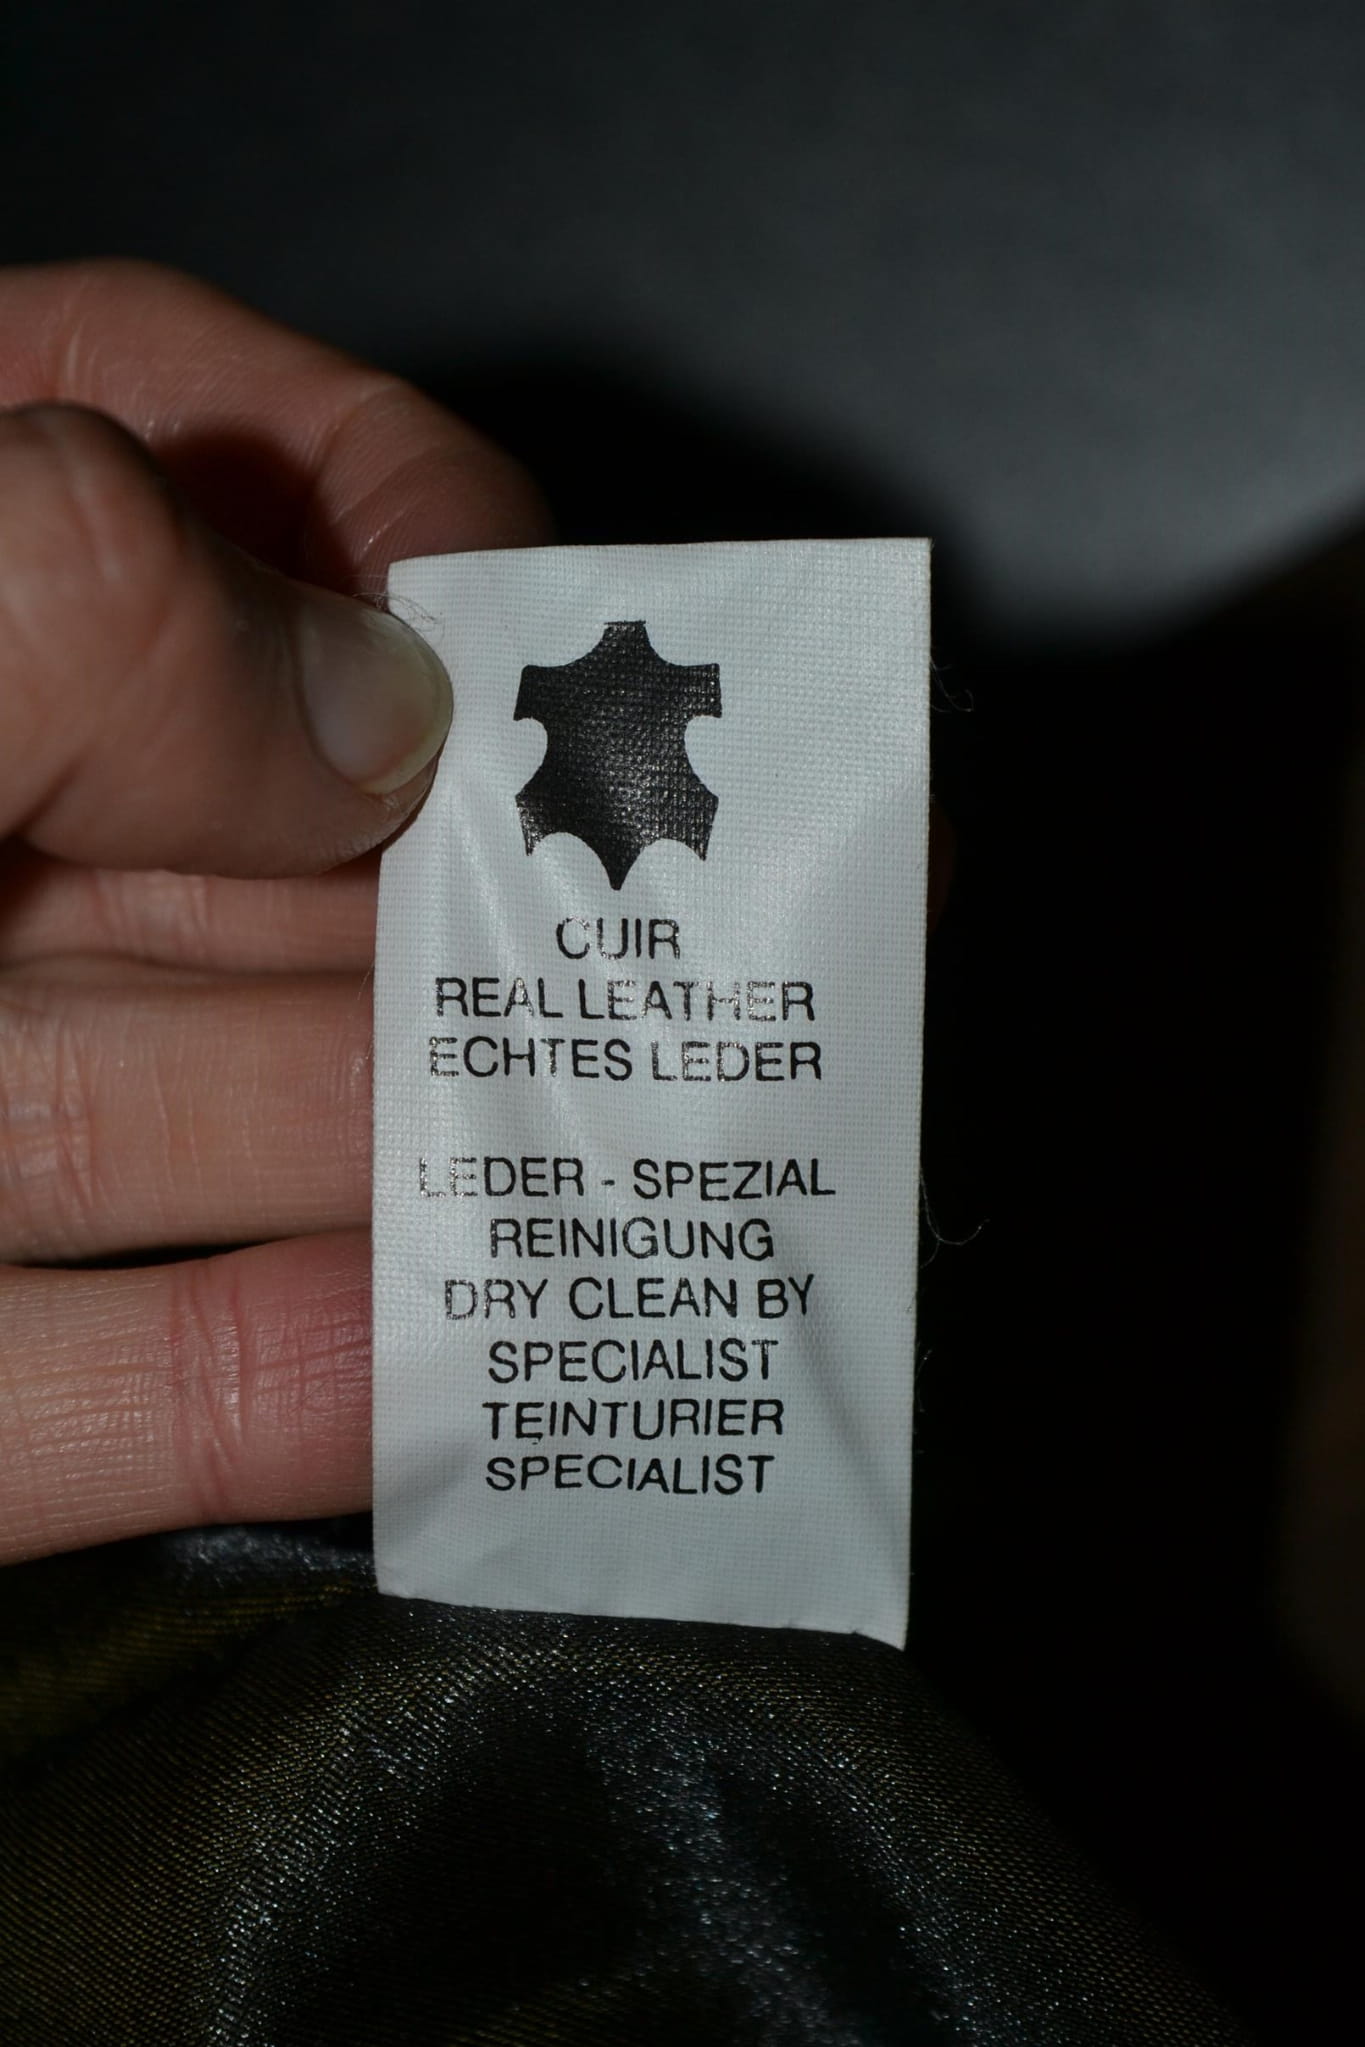 CUIR
REAL LEATHER
ECHTES LEDER
LEDER - SPEZIAL
REINIGUNG
DRY CLEAN BY
SPECIALIST
TEINTURIER
SPECIALIST